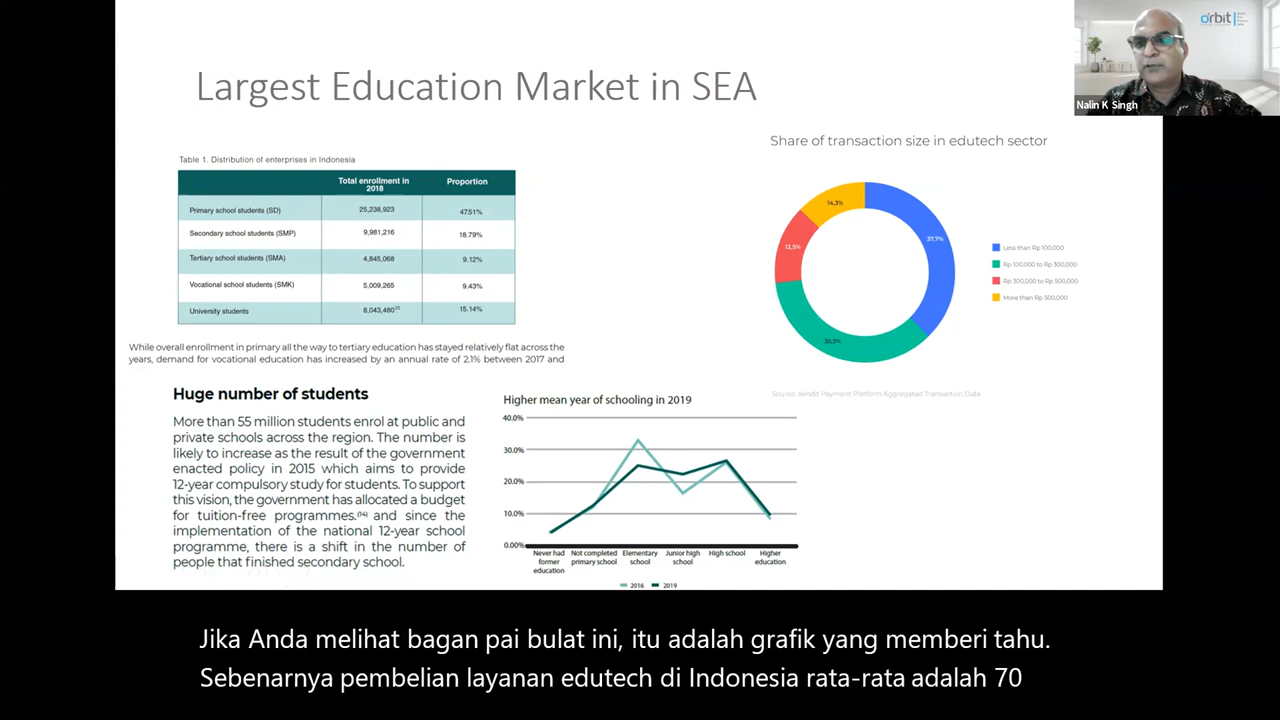 Largest Education Market in SEA
orbit
Nalin K Singh
Table 1. Distribution of enterprises in Indonesia
Total enrollment in 2018 Proportion
Primary school students (SD) 25,238,923 47.51%
Secondary school students (SMP) 9,981,216 18.79%
Tertiary school students (SMA) 4,845,068 9.12%
Vocational school students (SMK) 5,009,265 9.43%
University students 8,043,480(2) 15.14%
While overall enrollment in primary all the way to tertiary education has stayed relatively flat across the
years, demand for vocational education has increased by an annual rate of 2.1% between 2017 and
Share of transaction size in edutech sector
14,3%
37,7%
12,5%
35,3%
Less than Rp 100,000
Rp 100,000 to Rp 300,000
Rp 300,000 to Rp 500,000
More than Rp 500,000
Source: Xendit Payment Platform Aggregated Transaction Data
Huge number of students
More than 55 million students enrol at public and
private schools across the region. The number is
likely to increase as the result of the government
enacted policy in 2015 which aims to provide
12-year compulsory study for students. To support
this vision, the government has allocated a budget
for tuition-free programmes.(14) and since the
implementation of the national 12-year school
programme, there is a shift in the number of
people that finished secondary school.
Higher mean year of schooling in 2019
40.0%
30.0%
20.0%
10.0%
0.00%
Never had former education
Not completed primary school
Elementary school
Junior high school
High school
Higher education
2016 2019
Jika Anda melihat bagan pai bulat ini, itu adalah grafik yang memberi tahu.
Sebenarnya pembelian layanan edutech di Indonesia rata-rata adalah 70